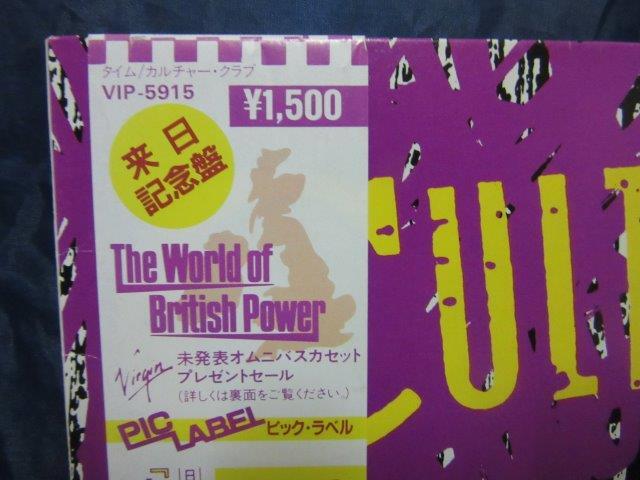 タイム/カルチャー・クラブ
VIP-5915
¥1,500
来日
記念盤
The World of
British Power
Virgin
未発表オムニバスカセット
プレゼントセール
(詳しくは裏面をご覧ください。)
PIC LABEL ピック・ラベル
CUL